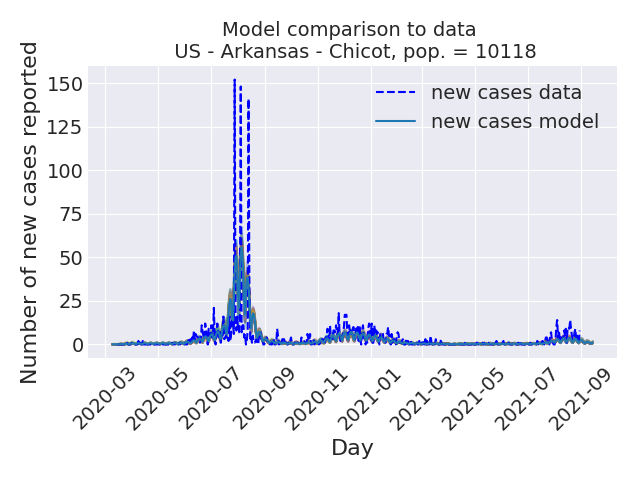 Model comparison to data
US - Arkansas - Chicot, pop. = 10118
Number of new cases reported
150
125
100
75
50
25
0
new cases data
new cases model
2020-03
2020-05
2020-07
2020-09
2020-11
2021-01
2021-03
2021-05
2021-07
2021-09
Day